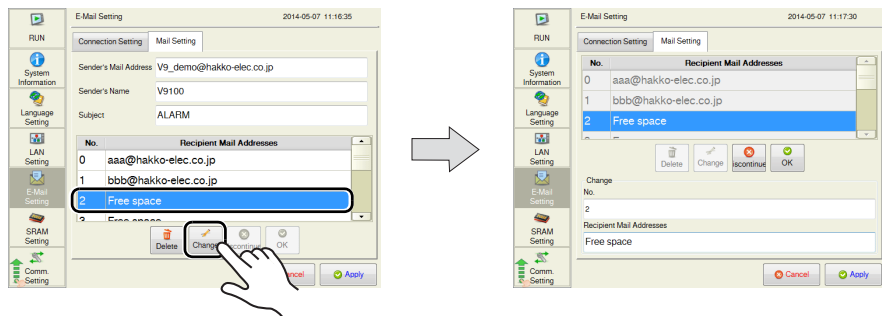 E-Mail Setting
2014-05-07 11:16:35
RUN
System
Information
Language
Setting
LAN
Setting
E-Mail
Setting
SRAM
Setting
Comm.
Setting
Connection Setting
Mail Setting
Sender's Mail Address
V9_demo@hakko-elec.co.jp
Sender's Name
V9100
Subject
ALARM
No.
Recipient Mail Addresses
0
aaa@hakko-elec.co.jp
1
bbb@hakko-elec.co.jp
2
Free space
3
Free space
Delete
Change
OK
Apply
E-Mail Setting
2014-05-07 11:17:30
RUN
System
Information
Language
Setting
LAN
Setting
E-Mail
Setting
SRAM
Setting
Comm.
Setting
Connection Setting
Mail Setting
No.
Recipient Mail Addresses
0
aaa@hakko-elec.co.jp
1
bbb@hakko-elec.co.jp
2
Free space
Delete
Change
iscontinue
OK
Change
No.
2
Recipient Mail Addresses
Free space
Cancel
Apply